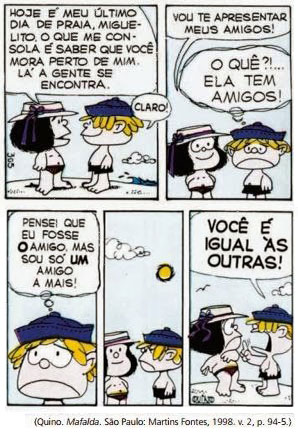 HOJE É MEU ÚLTIMO
DIA DE PRAIA, MIGUE-
LITO. O QUE ME CON-
SOLA É SABER QUE VOCÊ
MORA PERTO DE MIM.
LÁ A GENTE SE
ENCONTRA.
CLARO!
305
VOU TE APRESENTAR
MEUS AMIGOS!
O QUÊ?!...
ELA TEM
AMIGOS!
PENSEI QUE
EU FOSSE
O AMIGO, MAS
SOU SÓ UM
AMIGO
A MAIS!
VOCÊ É
IGUAL ÀS
OUTRAS!
QUINO
(Quino. Mafalda. São Paulo: Martins Fontes, 1998. v. 2, p. 94-5.)